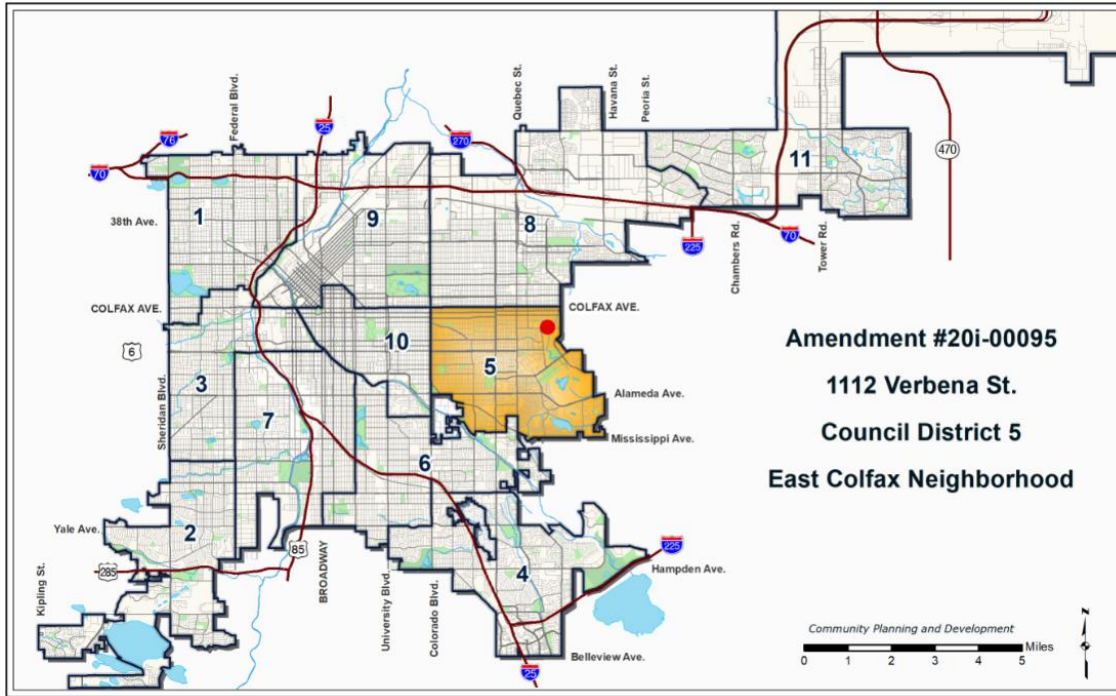 Federal Blvd.
25
Quebec St.
Havana St.
Peoria St.
76
270
70
11
470
1
9
8
38th Ave.
225
70
Chambers Rd.
Tower Rd.
COLFAX AVE.
COLFAX AVE.
6
10
5
Sheridan Blvd.
3
7
Alameda Ave.
Mississippi Ave.
6
Amendment #20i-00095
1112 Verbena St.
Council District 5
East Colfax Neighborhood
2
Yale Ave.
85
285
BROADWAY
University Blvd.
Colorado Blvd.
4
225
Hampden Ave.
Kipling St.
Belleview Ave.
25
Community Planning and Development
Miles
0 1 2 3 4 5